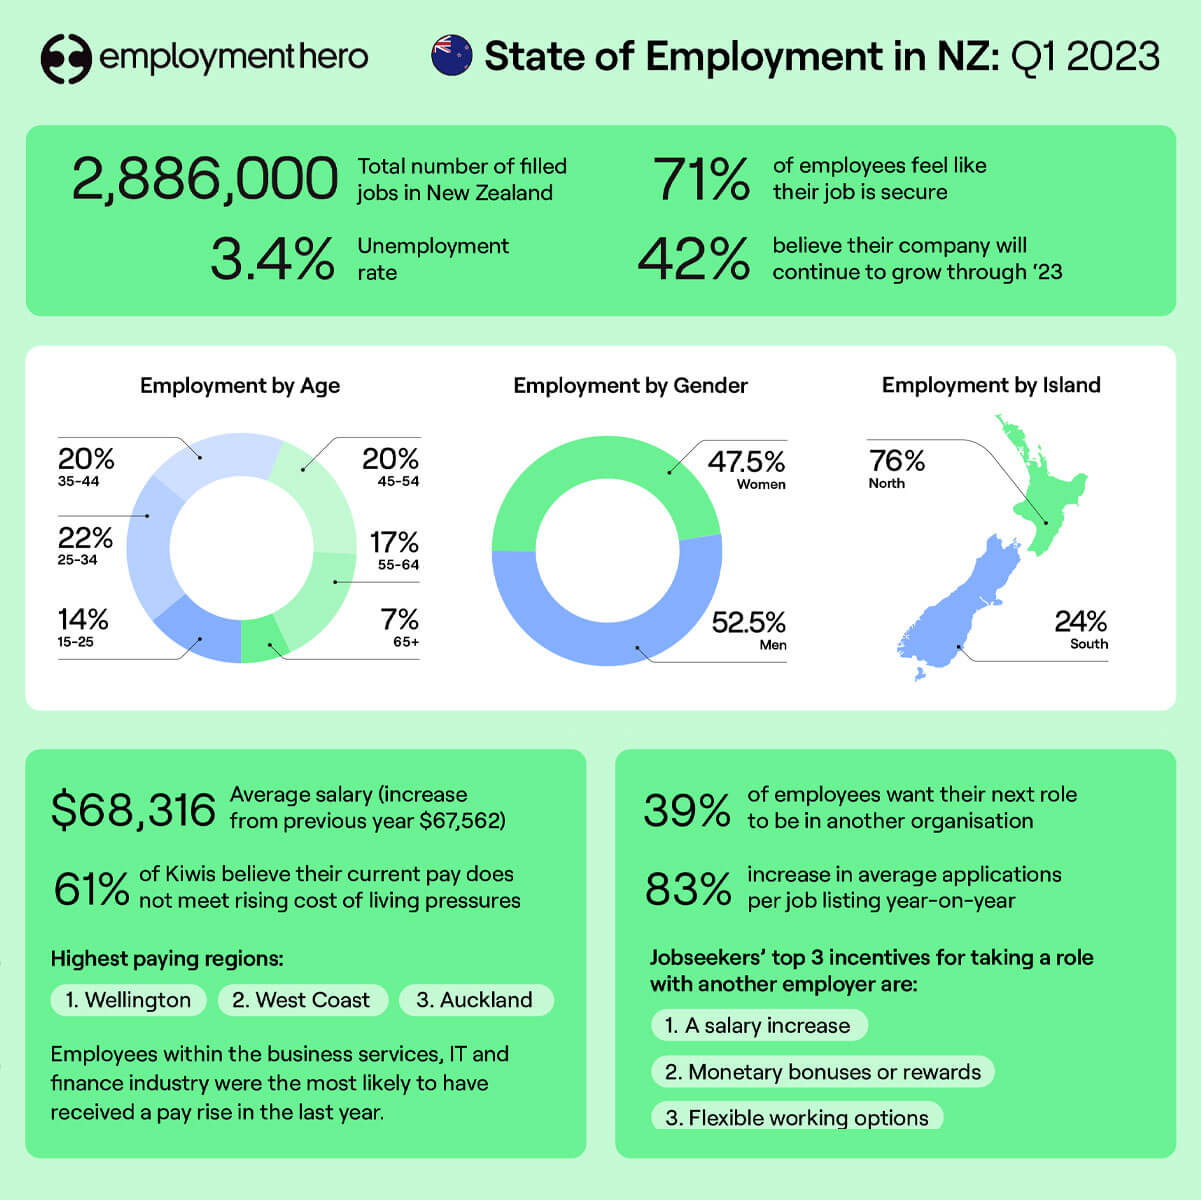 employmenthero
State of Employment in NZ: Q1 2023
2,886,000
Total number of filled
jobs in New Zealand
71%
of employees feel like
their job is secure
3.4%
Unemployment
rate
42%
believe their company will
continue to grow through '23
Employment by Age
20%
35-44
22%
25-34
14%
15-25
20%
45-54
17%
55-64
7%
65+
Employment by Gender
47.5%
Women
52.5%
Men
Employment by Island
76%
North
24%
South
$68,316
Average salary (increase
from previous year $67,562)
61%
of Kiwis believe their current pay does
not meet rising cost of living pressures
Highest paying regions:
1. Wellington
2. West Coast
3. Auckland
Employees within the business services, IT and
finance industry were the most likely to have
received a pay rise in the last year.
39%
of employees want their next role
to be in another organisation
83%
increase in average applications
per job listing year-on-year
Jobseekers' top 3 incentives for taking a role
with another employer are:
1. A salary increase
2. Monetary bonuses or rewards
3. Flexible working options